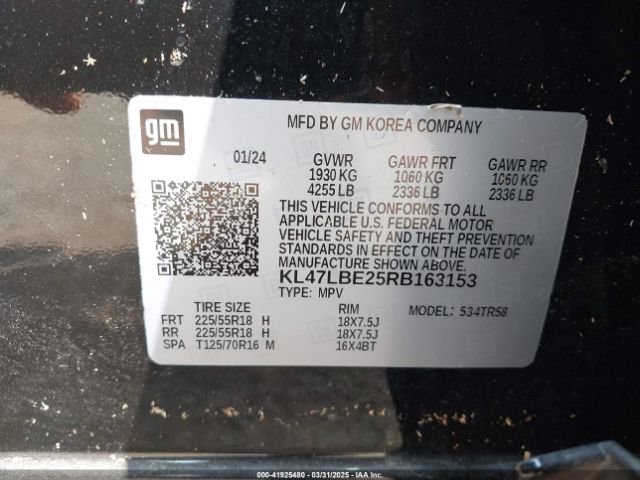 gm
MFD BY GM KOREA COMPANY
01/24 GVWR GAWR FRT GAWR RR
1930 KG 1060 KG 1060 KG
4255 LB 2336 LB 2336 LB
THIS VEHICLE CONFORMS TO ALL
APPLICABLE U.S. FEDERAL MOTOR
VEHICLE SAFETY AND THEFT PREVENTION
STANDARDS IN EFFECT ON THE DATE OF
MANUFACTURE SHOWN ABOVE.
KL47LBE25RB163153
TYPE: MPV
TIRE SIZE RIM MODEL: 534TR58
FRT 225/55R18 H 18X7.5J
RR 225/55R18 H 18X7.5J
SPA T125/70R16 M 16X4BT
000-41925480 - 03/31/2025 - IAAI.COM